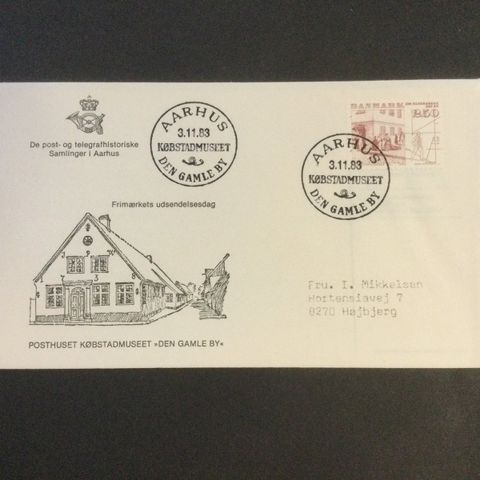 De post- og telegrafhistoriske
Samlinger i Aarhus
AARHUS
3.11.83
KØBSTADMUSEET
DEN GAMLE BY
DANMARK
250
AARHUS
3.11.83
KØBSTADMUSEET
DEN GAMLE BY
Frimærkets udsendelsesdag
Fru. I. Mikkelsen
Hortensiavej 7
8270 Højbjerg
POSTHUSET KØBSTADMUSEET »DEN GAMLE BY«